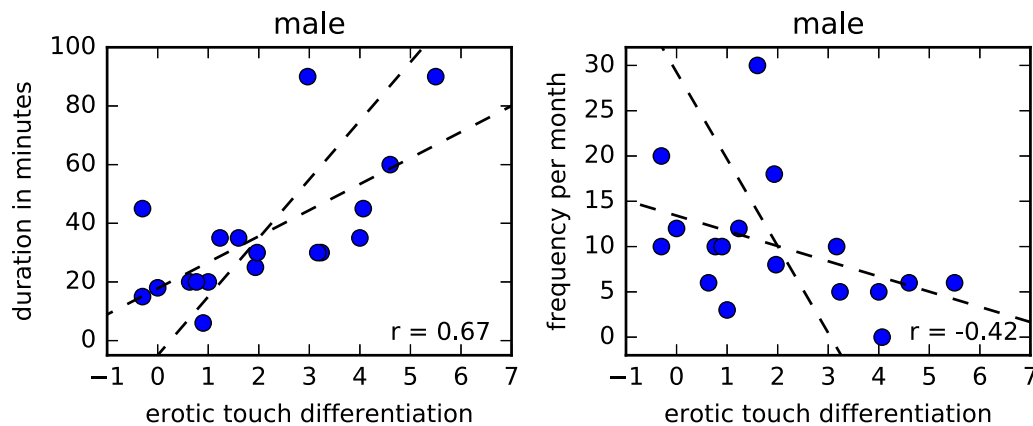 male
100
80
60
40
20
0
duration in minutes
r = 0.67
−1 0 1 2 3 4 5 6 7
erotic touch differentiation
male
30
25
20
15
10
5
0
frequency per month
r = -0.42
−1 0 1 2 3 4 5 6 7
erotic touch differentiation